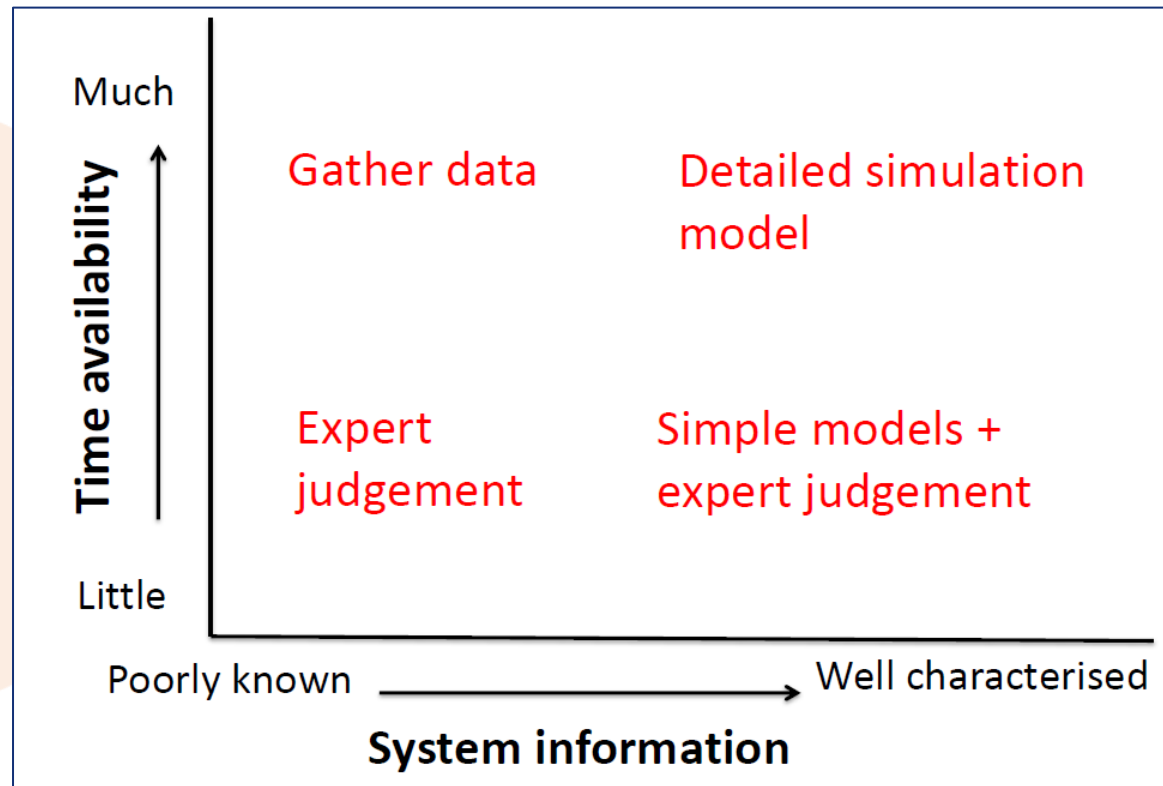 Much
Time availability
Little
Gather data
Detailed simulation
model
Expert
judgement
Simple models +
expert judgement
Poorly known
Well characterised
System information